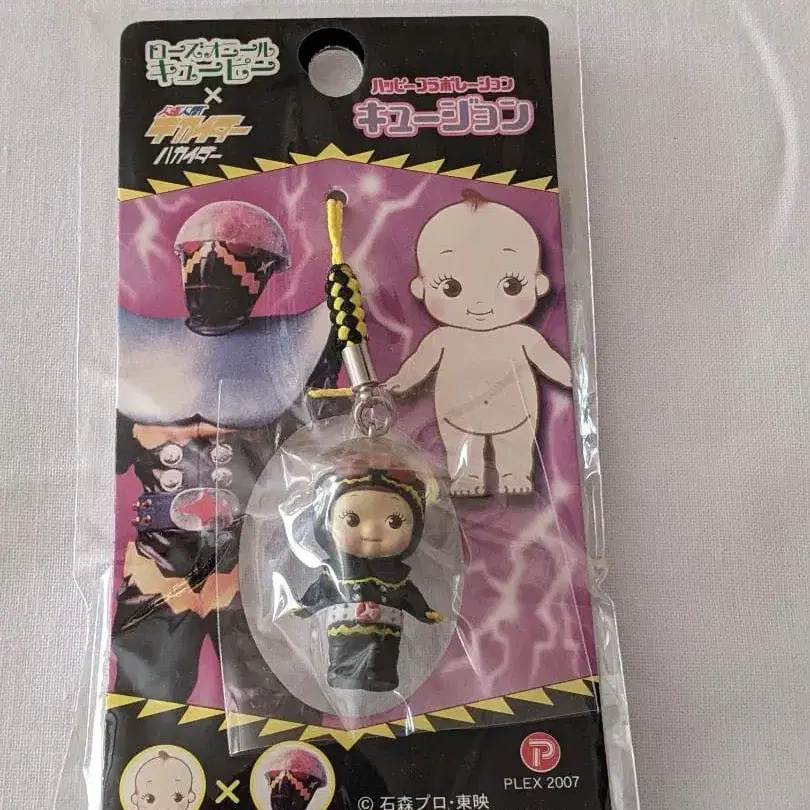 ローズ・オニール
キューピー
×
人造人間
キカイダー
ハカイダー
ハッピーコラボレーション
キュージョン
×
P
PLEX 2007
© 石森プロ・東映